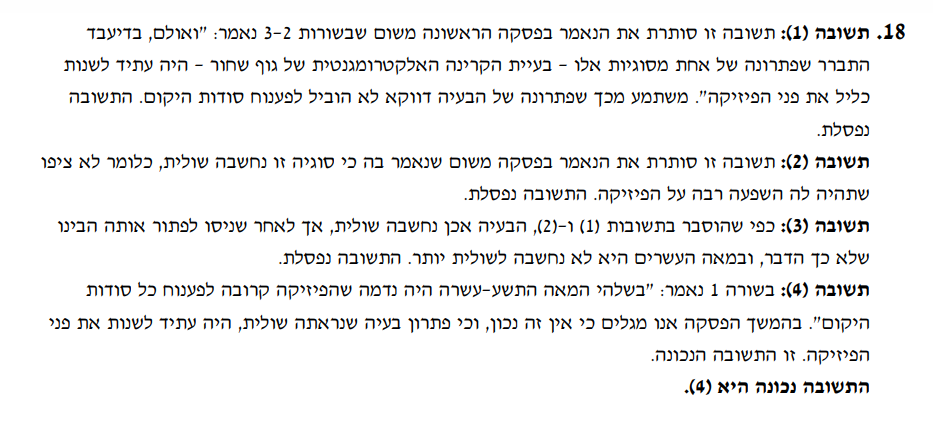 18. תשובה (1): תשובה זו סותרת את הנאמר בפסקה הראשונה משום שבשורות 2-3 נאמר: "ואולם, בדיעבד
התברר שפתרונה של אחת מסוגיות אלו – בעיית הקרינה האלקטרומגנטית של גוף שחור – היה עתיד לשנות
כליל את פני הפיזיקה". משתמע מכך שפתרונה של הבעיה דווקא לא הוביל לפענוח סודות היקום. התשובה
נפסלת.
תשובה (2): תשובה זו סותרת את הנאמר בפסקה משום שנאמר בה כי סוגיה זו נחשבה שולית, כלומר לא ציפו
שתהיה לה השפעה רבה על הפיזיקה. התשובה נפסלת.
תשובה (3): כפי שהוסבר בתשובות (1) ו-(2), הבעיה אכן נחשבה שולית, אך לאחר שניסו לפתור אותה הבינו
שלא כך הדבר, ובמאה העשרים היא לא נחשבה לשולית יותר. התשובה נפסלת.
תשובה (4): בשורה 1 נאמר: "בשלהי המאה התשע-עשרה היה נדמה שהפיזיקה קרובה לפענוח כל סודות
היקום". בהמשך הפסקה אנו מגלים כי אין זה נכון, וכי פתרון בעיה שנראתה שולית, היה עתיד לשנות את פני
הפיזיקה. זו התשובה הנכונה.
התשובה נכונה היא (4).